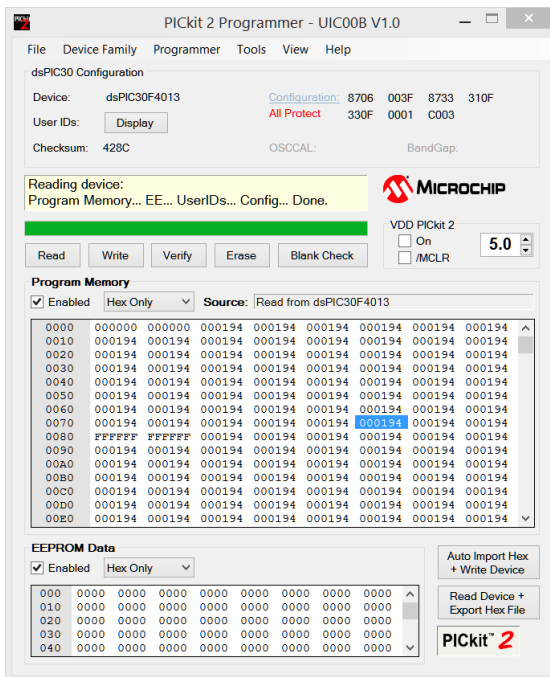 PICkit 2 Programmer - UIC00B V1.0
File Device Family Programmer Tools View Help
dsPIC30 Configuration
Device: dsPIC30F4013 Configuration: 8706 003F 8733 310F
User IDs: Display All Protect 330F 0001 C003
Checksum: 428C OSCCAL: BandGap:
Reading device:
Program Memory... EE... UserIDs... Config... Done.
MICROCHIP
VDD PICkit 2
On
/MCLR
5.0
Read Write Verify Erase Blank Check
Program Memory
Enabled Hex Only Source: Read from dsPIC30F4013
0000 000000 000000 000194 000194 000194 000194 000194 000194
0010 000194 000194 000194 000194 000194 000194 000194 000194
0020 000194 000194 000194 000194 000194 000194 000194 000194
0030 000194 000194 000194 000194 000194 000194 000194 000194
0040 000194 000194 000194 000194 000194 000194 000194 000194
0050 000194 000194 000194 000194 000194 000194 000194 000194
0060 000194 000194 000194 000194 000194 000194 000194 000194
0070 000194 000194 000194 000194 000194 000194 000194 000194
0080 FFFFFF FFFFFF 000194 000194 000194 000194 000194 000194
0090 000194 000194 000194 000194 000194 000194 000194 000194
00A0 000194 000194 000194 000194 000194 000194 000194 000194
00B0 000194 000194 000194 000194 000194 000194 000194 000194
00C0 000194 000194 000194 000194 000194 000194 000194 000194
00D0 000194 000194 000194 000194 000194 000194 000194 000194
00E0 000194 000194 000194 000194 000194 000194 000194 000194
EEPROM Data
Enabled Hex Only
000 0000 0000 0000 0000 0000 0000 0000 0000
010 0000 0000 0000 0000 0000 0000 0000 0000
020 0000 0000 0000 0000 0000 0000 0000 0000
030 0000 0000 0000 0000 0000 0000 0000 0000
040 0000 0000 0000 0000 0000 0000 0000 0000
Auto Import Hex
+ Write Device
Read Device +
Export Hex File
PICkit™ 2